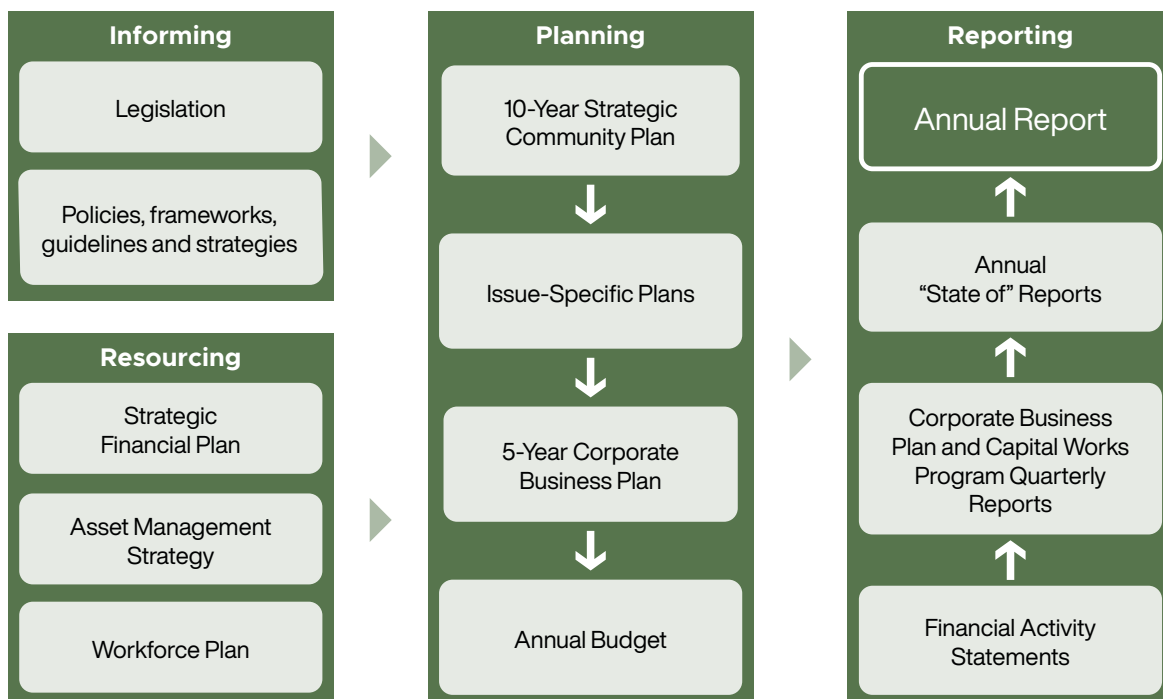 Informing
Legislation
Policies, frameworks,
guidelines and strategies
Resourcing
Strategic
Financial Plan
Asset Management
Strategy
Workforce Plan
Planning
10-Year Strategic
Community Plan
Issue-Specific Plans
5-Year Corporate
Business Plan
Annual Budget
Reporting
Annual Report
Annual
“State of” Reports
Corporate Business
Plan and Capital Works
Program Quarterly
Reports
Financial Activity
Statements